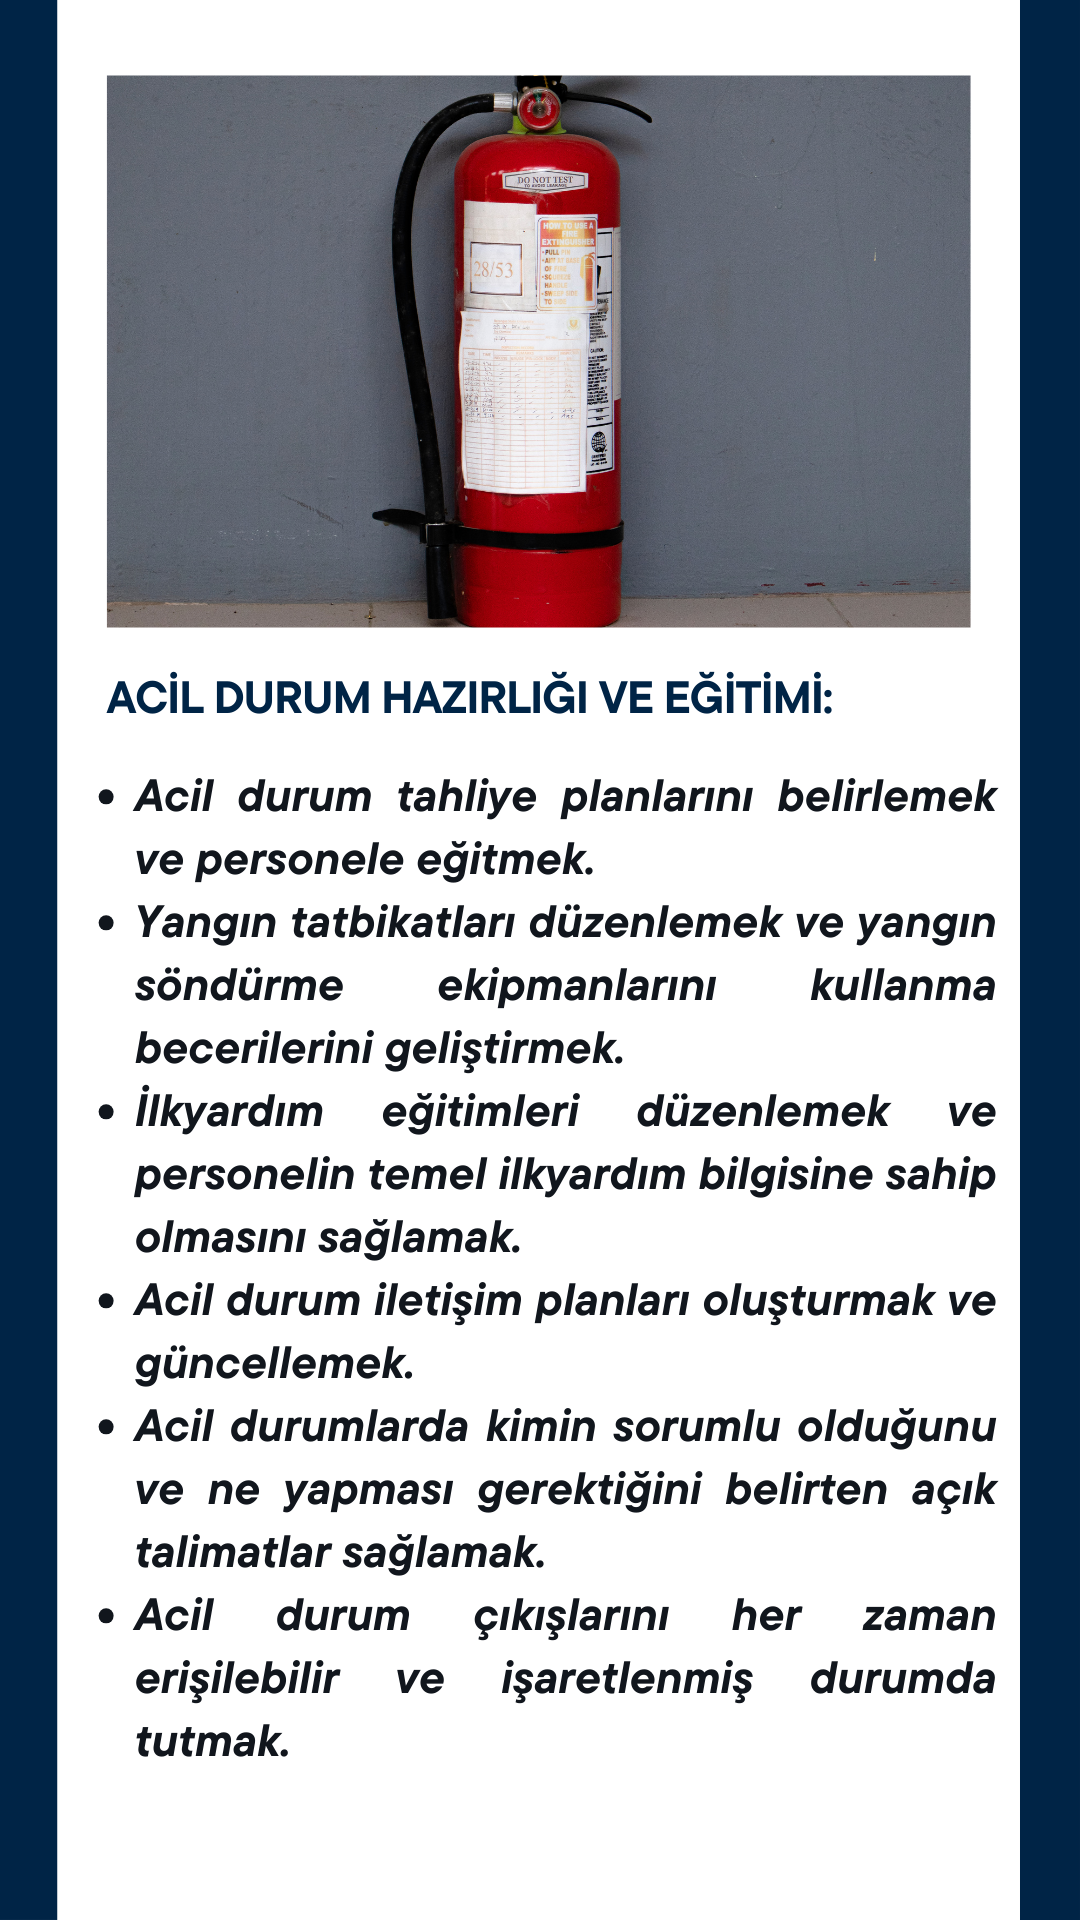 DO NOT TEST
TO AVOID LEAKING
28/53
HOW TO USE A
FIRE
EXTINGUISHER
ACİL DURUM HAZIRLIĞI VE EĞİTİMİ:
• Acil durum tahliye planlarını belirlemek
ve personele eğitmek.
• Yangın tatbikatları düzenlemek ve yangın
söndürme ekipmanlarını kullanma
becerilerini geliştirmek.
• İlkyardım eğitimleri düzenlemek ve
personelin temel ilkyardım bilgisine sahip
olmasını sağlamak.
• Acil durum iletişim planları oluşturmak ve
güncellemek.
• Acil durumlarda kimin sorumlu olduğunu
ve ne yapması gerektiğini belirten açık
talimatlar sağlamak.
• Acil durum çıkışlarını her zaman
erişilebilir ve işaretlenmiş durumda
tutmak.